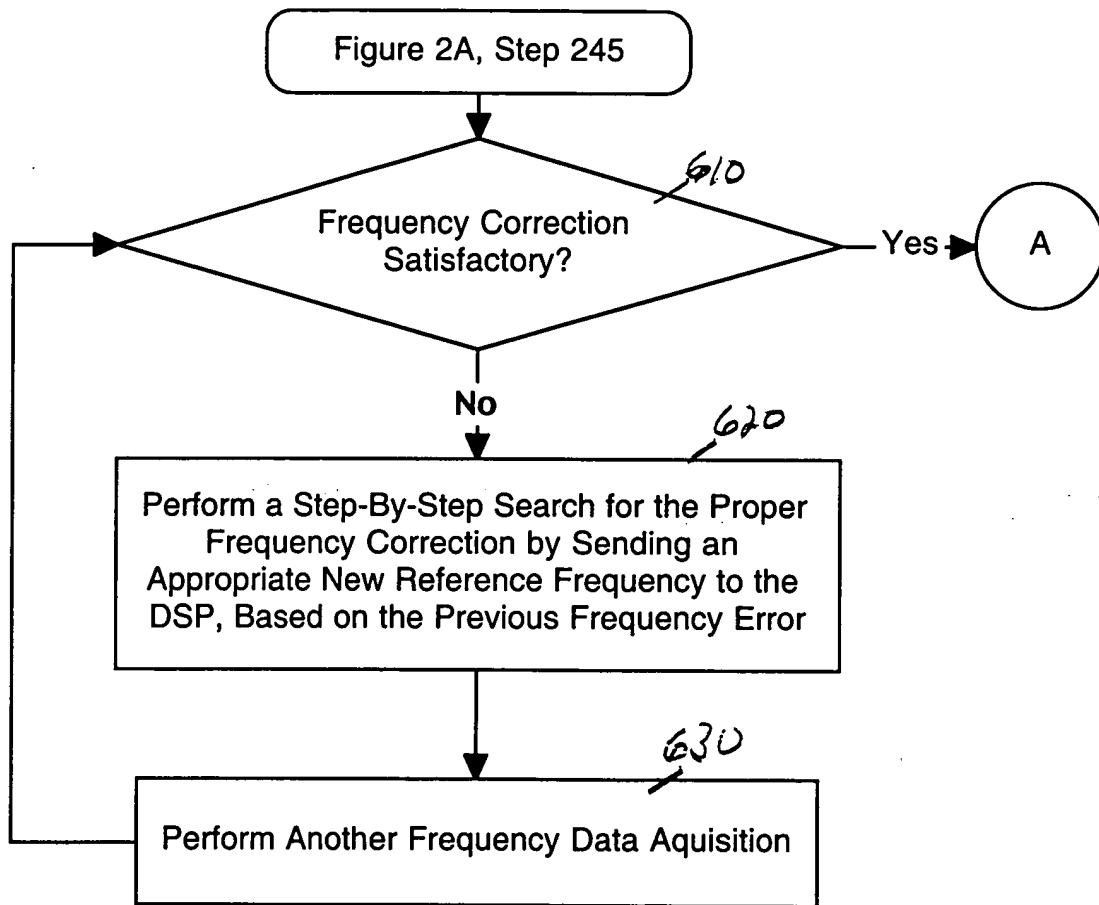 Figure 2A, Step 245
610
Frequency Correction
Satisfactory?
Yes
A
No
620
Perform a Step-By-Step Search for the Proper
Frequency Correction by Sending an
Appropriate New Reference Frequency to the
DSP, Based on the Previous Frequency Error
630
Perform Another Frequency Data Aquisition